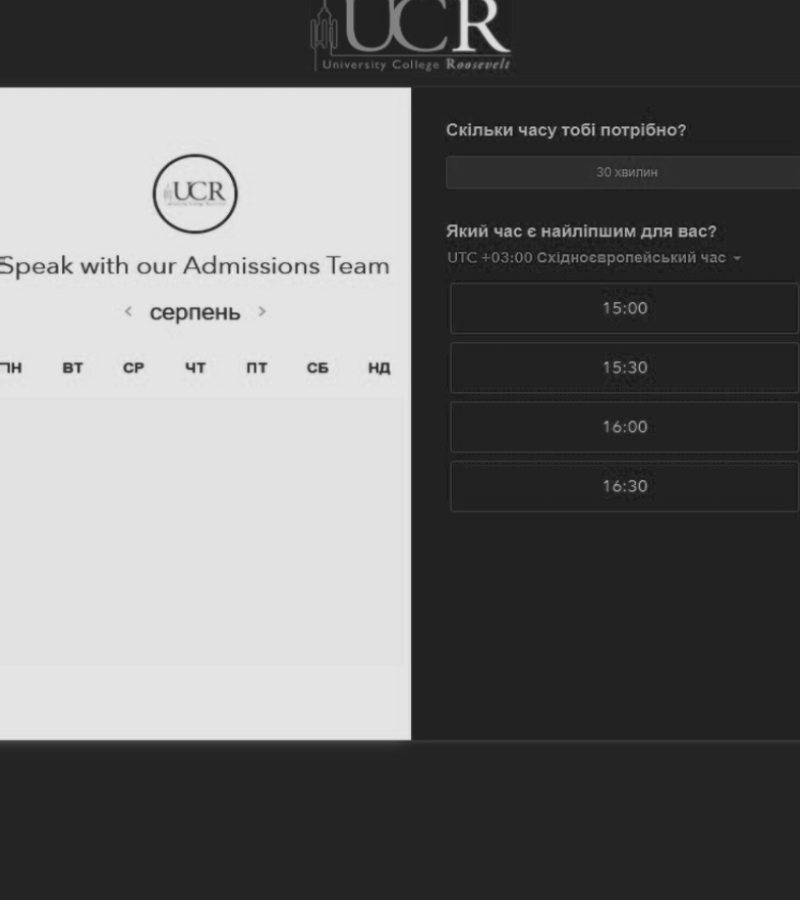 UCR
University College Roosevelt
UCR
Speak with our Admissions Team
серпень
ПН ВТ СР ЧТ ПТ СБ НД
Скільки часу тобі потрібно?
30 хвилин
Який час є найліпшим для вас?
UTC +03:00 Східноєвропейський час
15:00
15:30
16:00
16:30